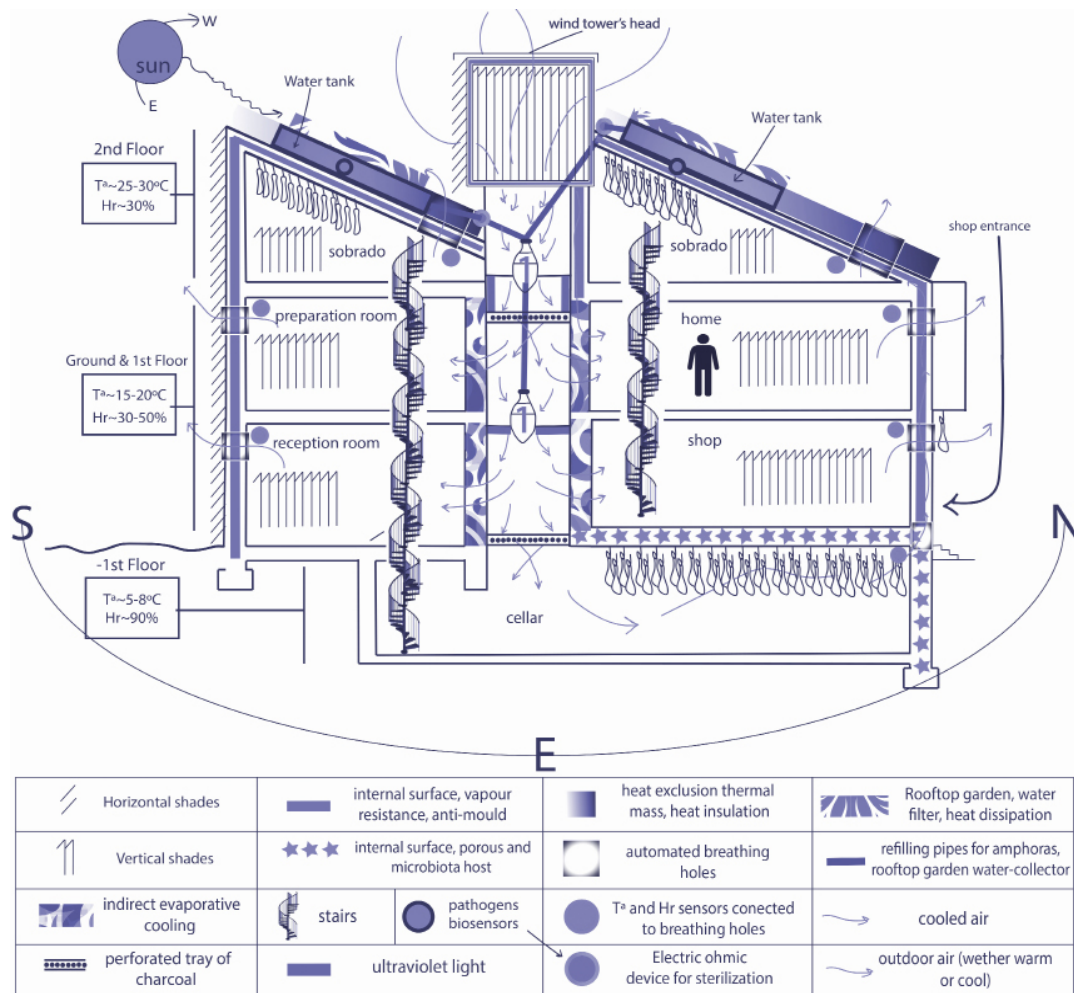 wind tower's head
W
sun
E
Water tank
Water tank
2nd Floor
Tª~25-30ºC
Hr~30%
shop entrance
sobrado
sobrado
1
preparation room
home
Ground & 1st Floor
Tª~15-20ºC
Hr~30-50%
1
reception room
shop
S
N
-1st Floor
Tª~5-8ºC
Hr~90%
cellar
E
Horizontal shades
internal surface, vapour
resistance, anti-mould
heat exclusion thermal
mass, heat insulation
Rooftop garden, water
filter, heat dissipation
Vertical shades
internal surface, porous and
microbiota host
automated breathing
holes
refilling pipes for amphoras,
rooftop garden water-collector
indirect evaporative
cooling
stairs
pathogens
biosensors
Tª and Hr sensors conected
to breathing holes
cooled air
perforated tray of
charcoal
ultraviolet light
Electric ohmic
device for sterilization
outdoor air (wether warm
or cool)